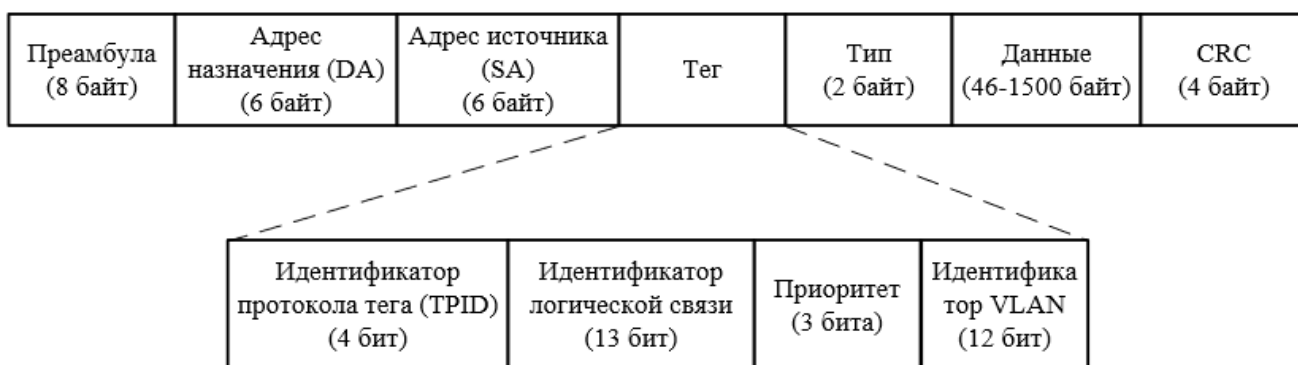 Преамбула
(8 байт)
Адрес
назначения (DA)
(6 байт)
Адрес источника
(SA)
(6 байт)
Тег
Тип
(2 байт)
Данные
(46-1500 байт)
CRC
(4 байт)
Идентификатор
протокола тега (TPID)
(4 бит)
Идентификатор
логической связи
(13 бит)
Приоритет
(3 бита)
Идентифика
тор VLAN
(12 бит)